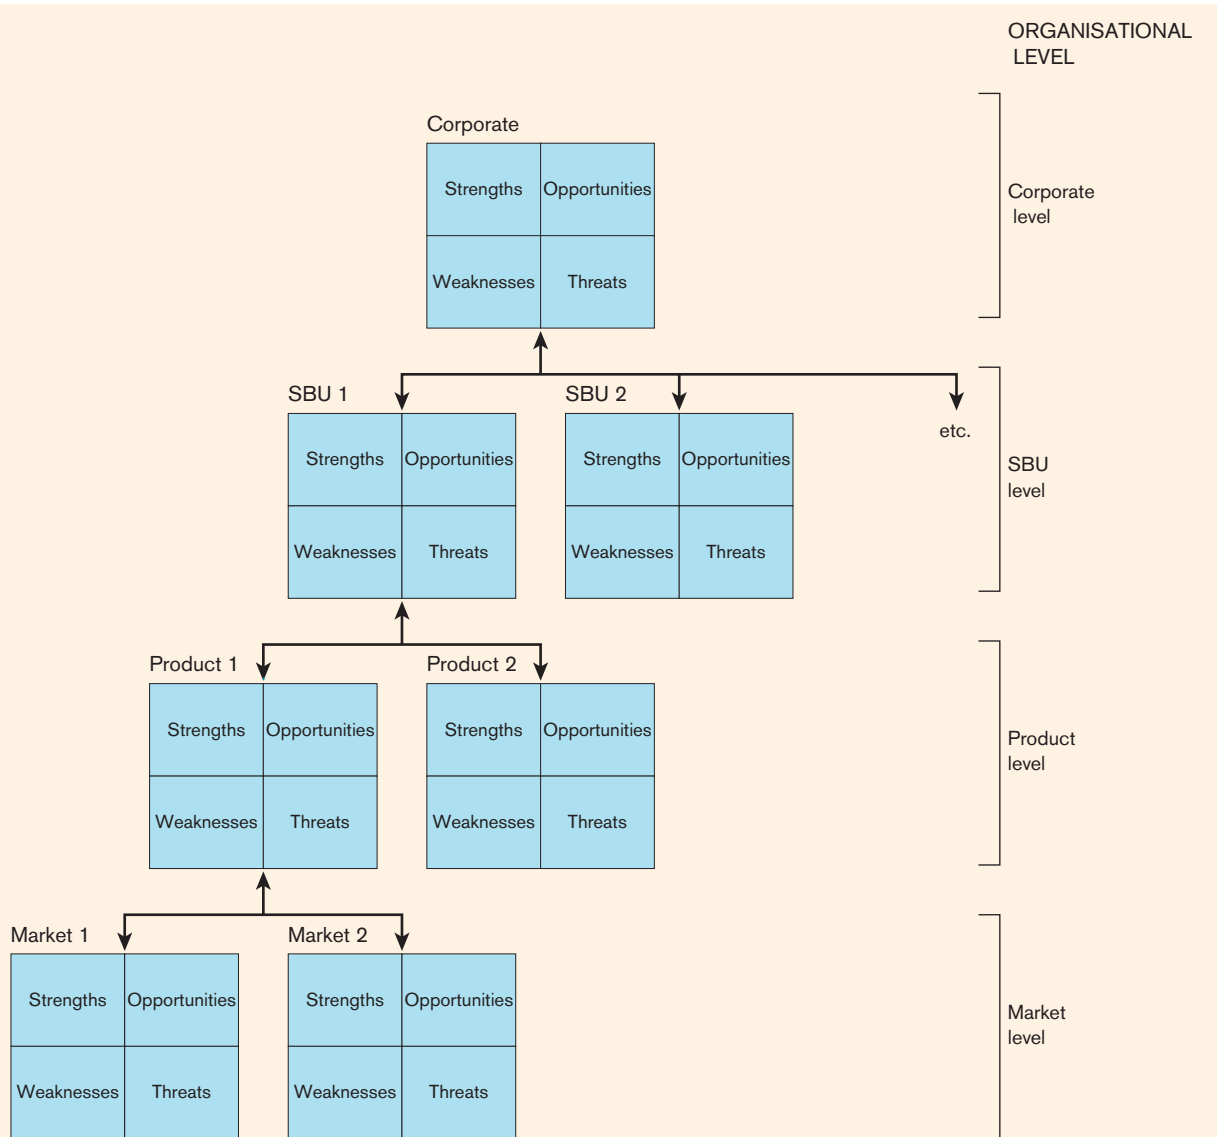 ORGANISATIONAL
LEVEL
Corporate
Strengths Opportunities
Weaknesses Threats
Corporate
level
SBU 1 SBU 2
etc.
Strengths Opportunities Strengths Opportunities
Weaknesses Threats Weaknesses Threats
SBU
level
Product 1 Product 2
Strengths Opportunities Strengths Opportunities
Weaknesses Threats Weaknesses Threats
Product
level
Market 1 Market 2
Strengths Opportunities Strengths Opportunities
Weaknesses Threats Weaknesses Threats
Market
level